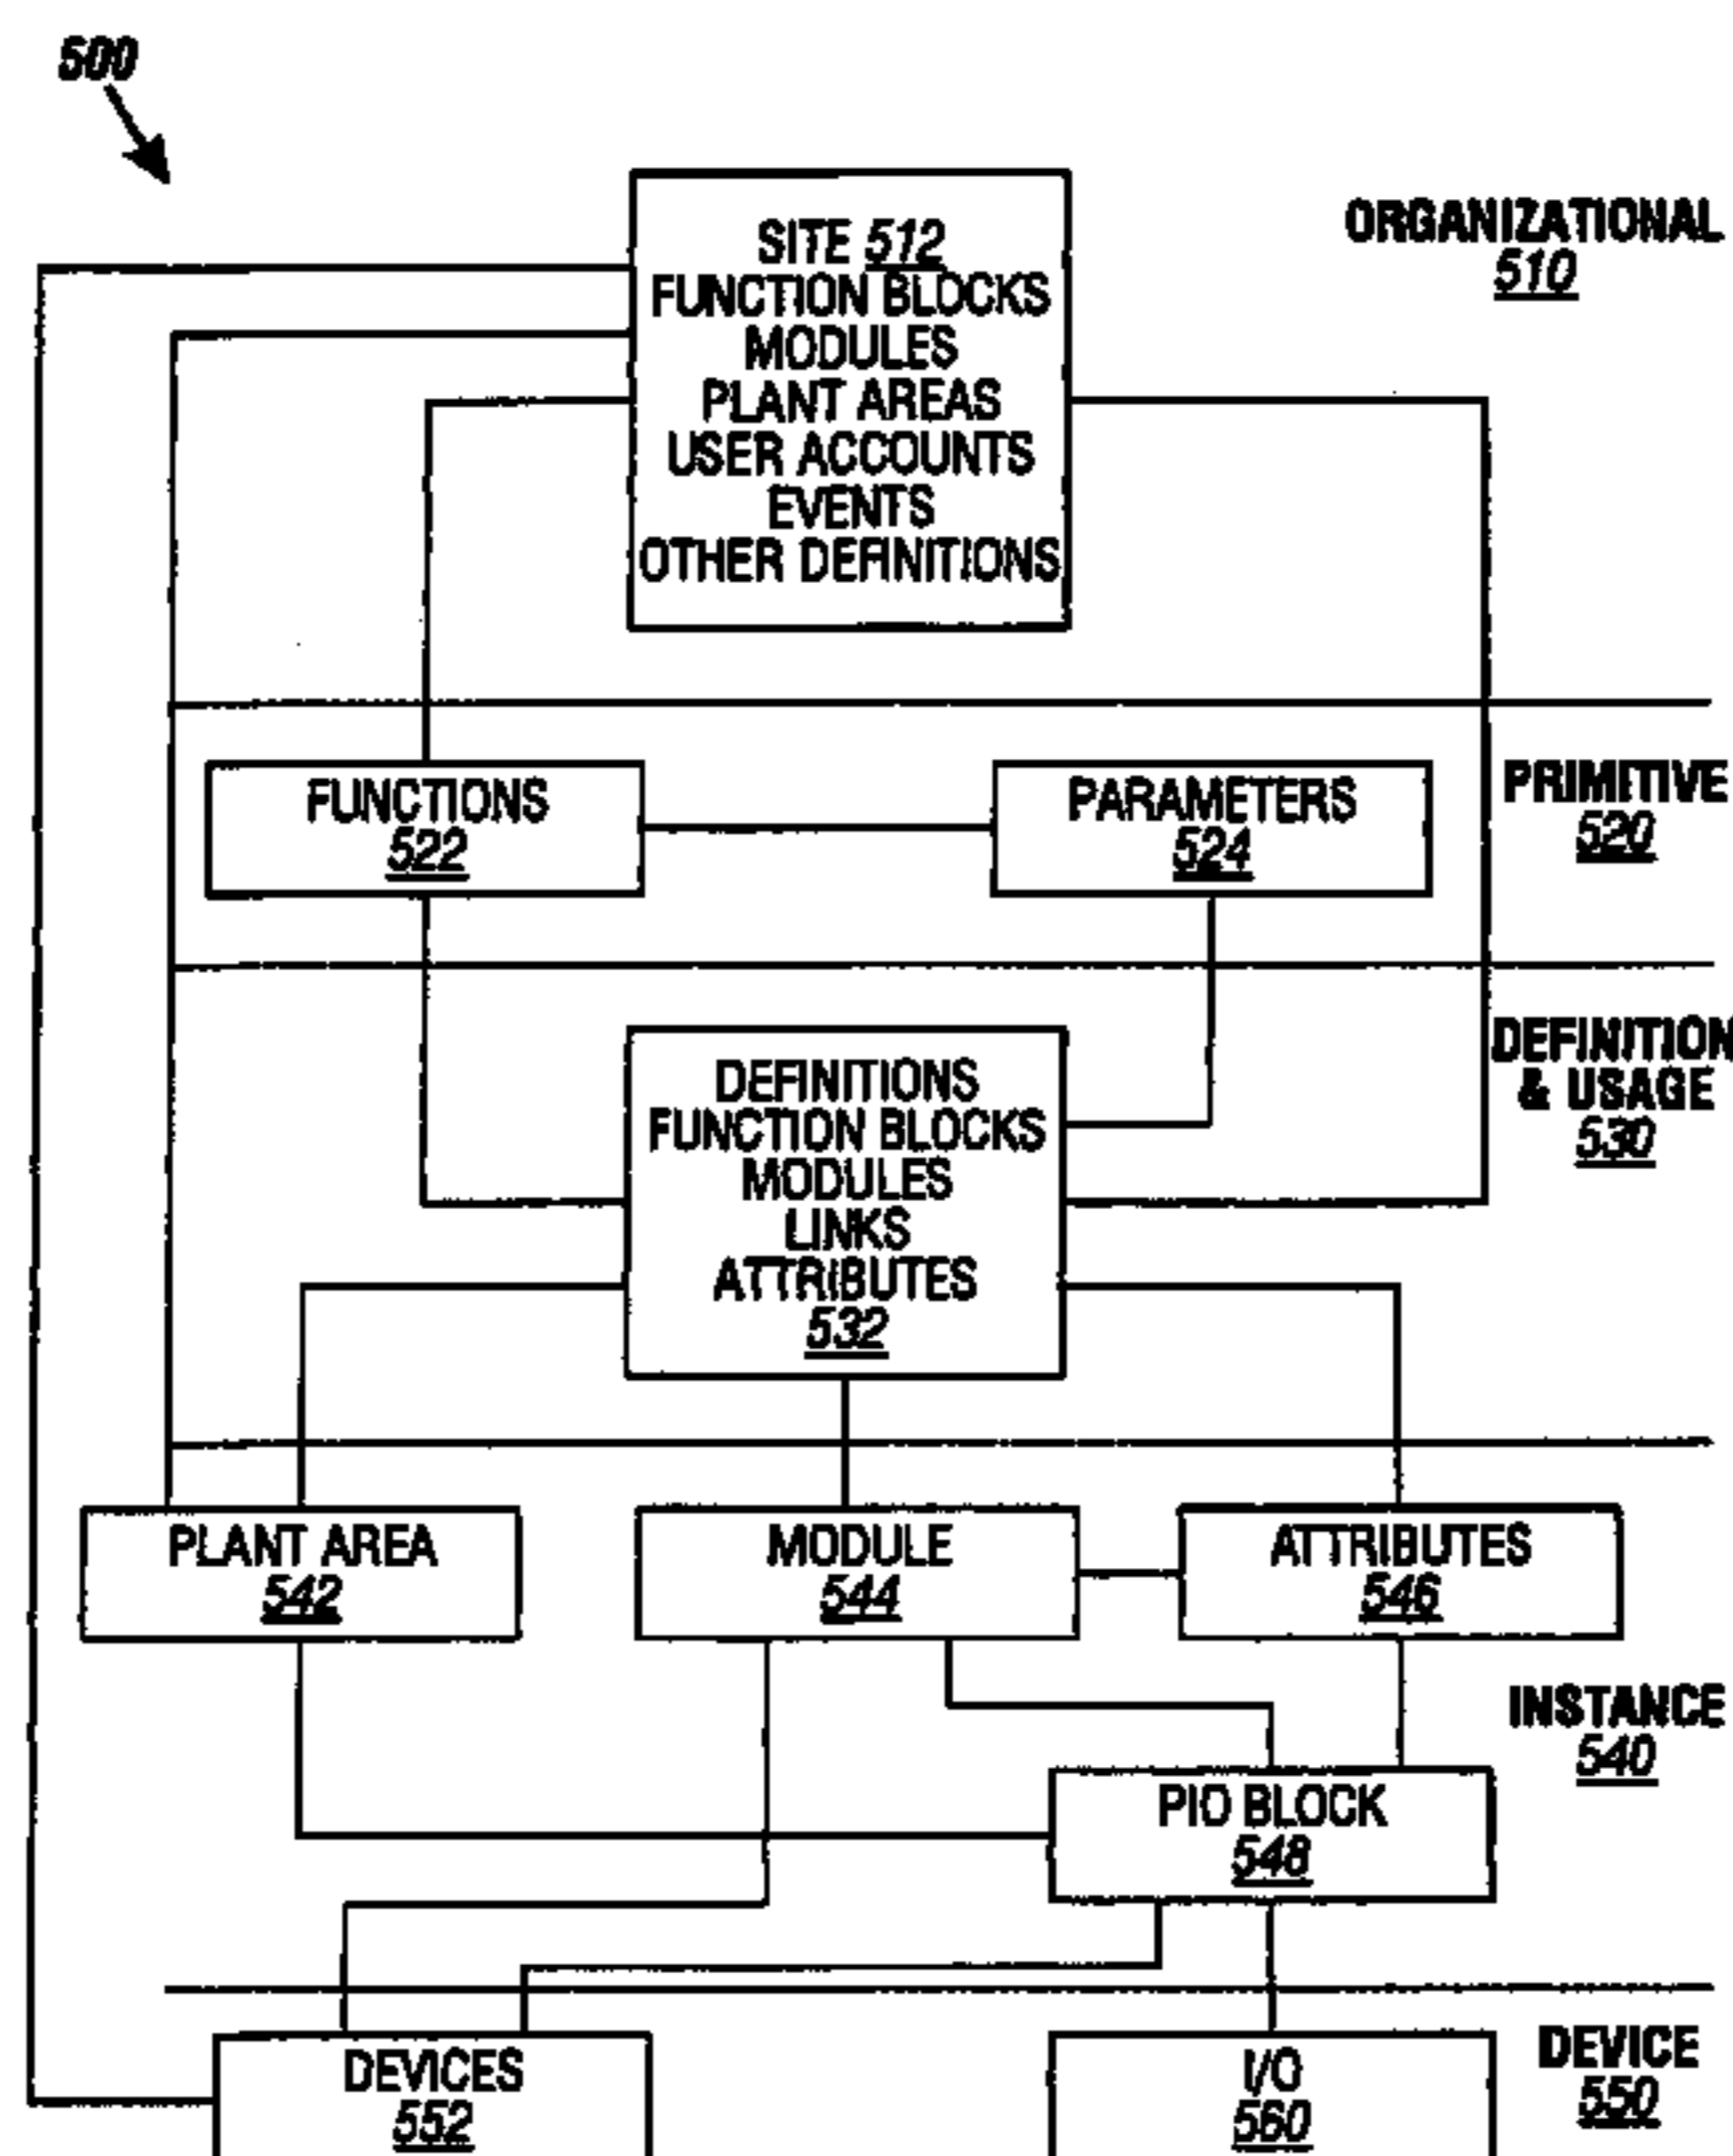 500
SITE 512
FUNCTION BLOCKS
MODULES
PLANT AREAS
USER ACCOUNTS
EVENTS
OTHER DEFINITIONS
ORGANIZATIONAL
510
FUNCTIONS
522
PARAMETERS
524
PRIMITIVE
520
DEFINITIONS
FUNCTION BLOCKS
MODULES
LINKS
ATTRIBUTES
532
DEFINITION
& USAGE
530
PLANT AREA
542
MODULE
544
ATTRIBUTES
546
INSTANCE
540
PIO BLOCK
548
DEVICES
552
I/O
560
DEVICE
550